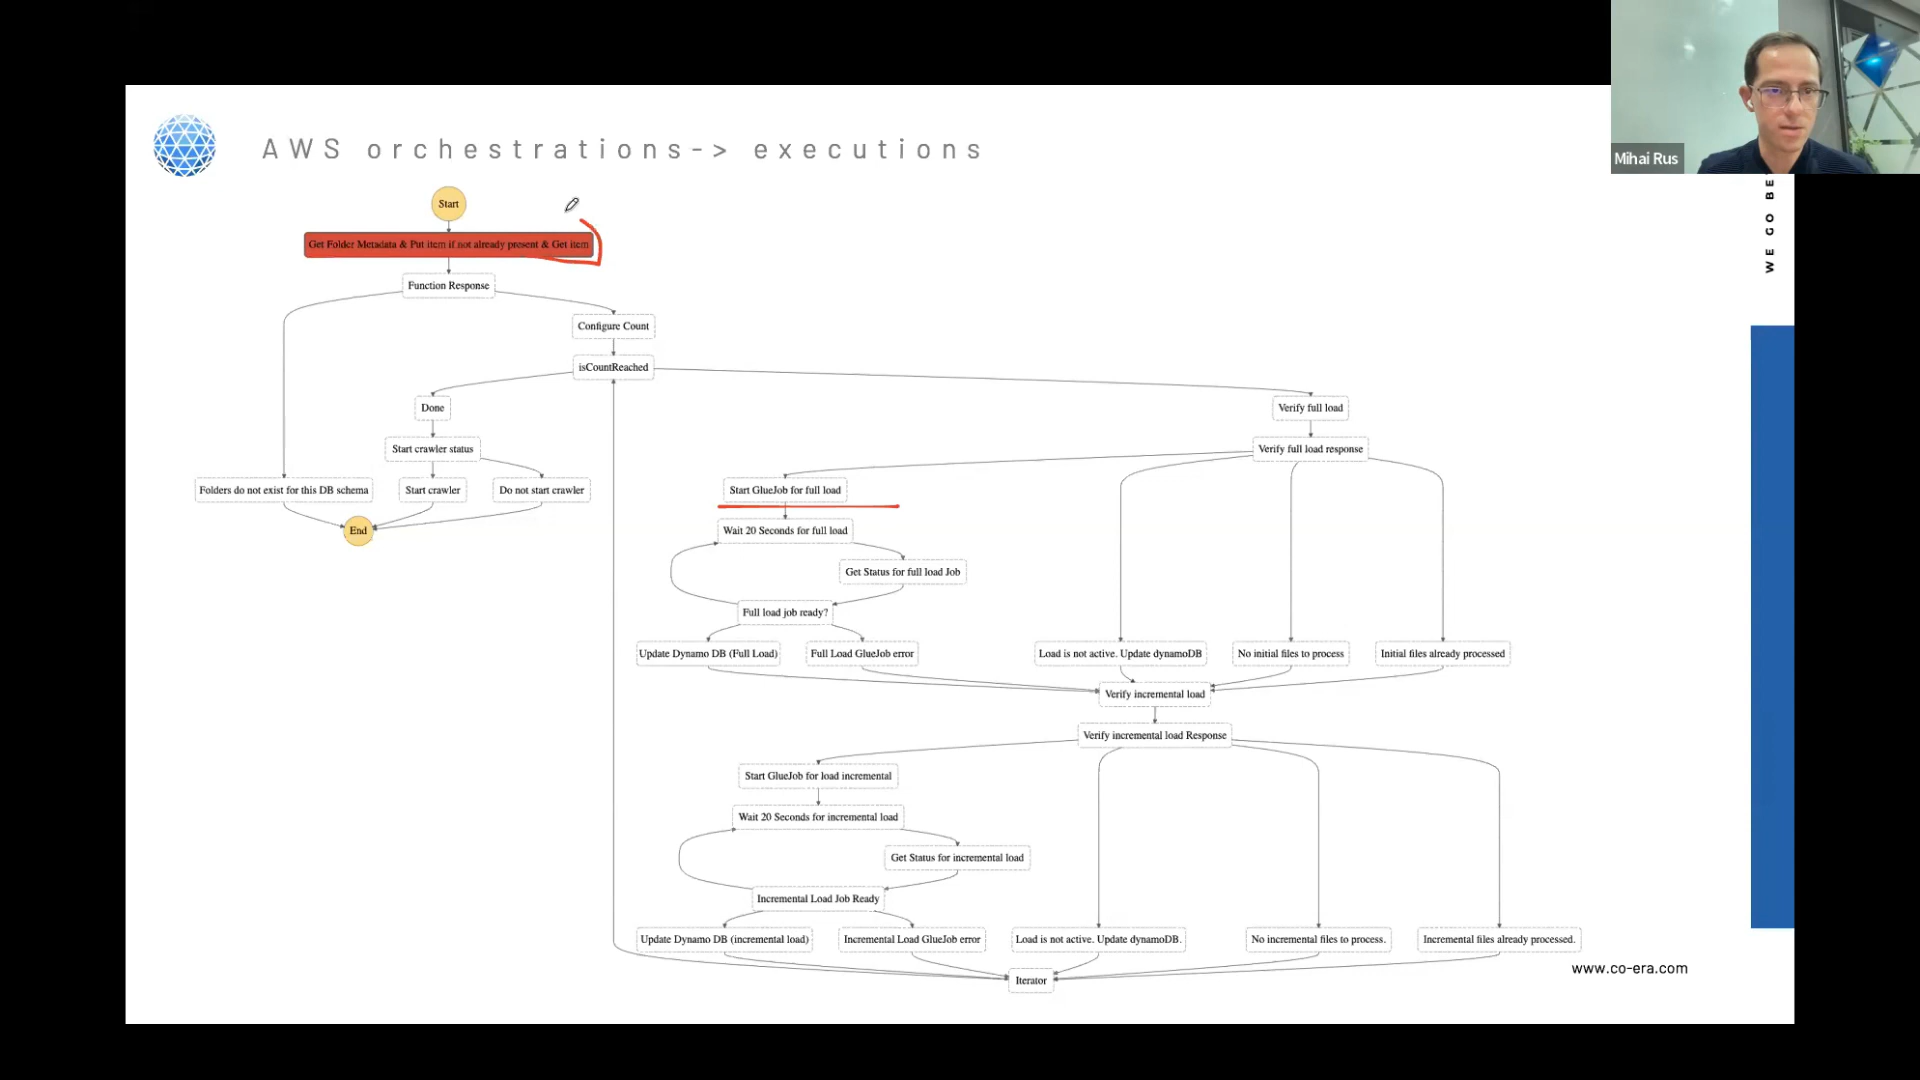 Mihai Rus
WE GO BE
AWS orchestrations-> executions
Start
Get Folder Metadata & Put item if not already present & Get item
Function Response
Configure Count
isCountReached
Done
Verify full load
Start crawler status
Verify full load response
Folders do not exist for this DB schema
Start crawler
Do not start crawler
Start GlueJob for full load
End
Wait 20 Seconds for full load
Get Status for full load Job
Full load job ready?
Update Dynamo DB (Full Load)
Full Load GlueJob error
Load is not active. Update dynamoDB
No initial files to process
Initial files already processed
Verify incremental load
Verify incremental load Response
Start GlueJob for load incremental
Wait 20 Seconds for incremental load
Get Status for incremental load
Incremental Load Job Ready
Update Dynamo DB (incremental load)
Incremental Load GlueJob error
Load is not active. Update dynamoDB.
No incremental files to process.
Incremental files already processed.
Iterator
www.co-era.com